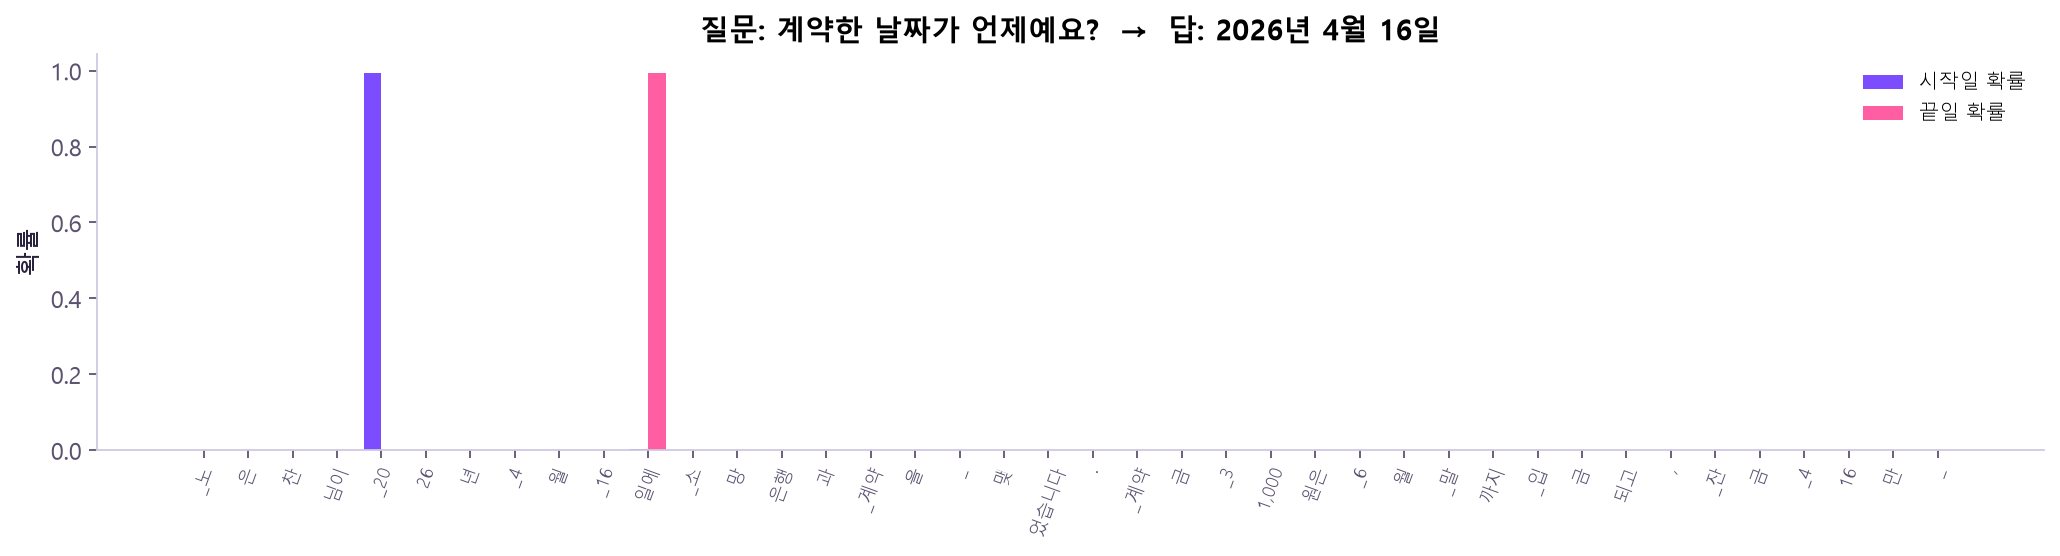 질문: 계약한 날짜가 언제예요?  →  답: 2026년 4월 16일
시작일 확률
끝일 확률
확률
1.0
0.8
0.6
0.4
0.2
0.0
_노 은 찬 님이 _20 26 년 _4 월 _16 일에 _소 망 은행 과 _계약 을 _ 맺 었습니다 . _계약 금 _3 1,000 원은 _6 월 _말 까지 _입 금 되고 , _잔 금 _4 16 만 _